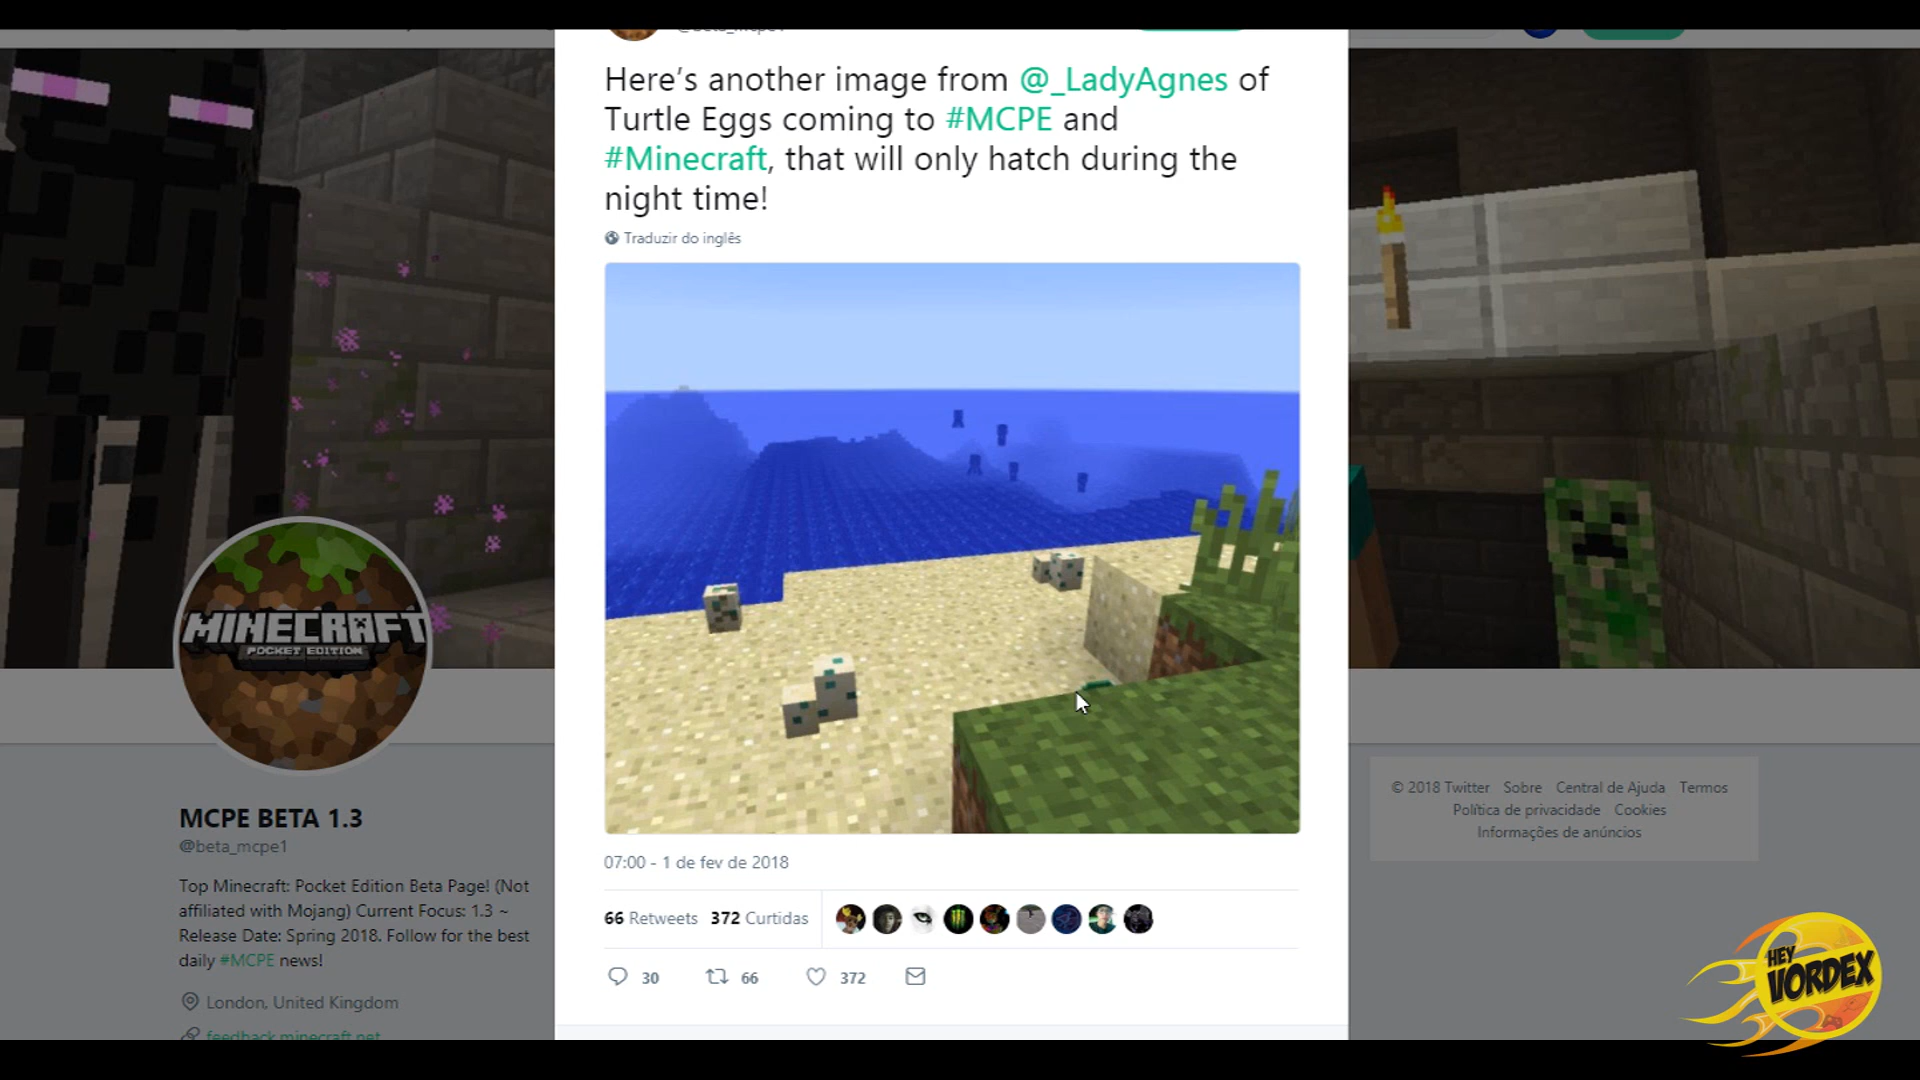 Here's another image from @_LadyAgnes of
Turtle Eggs coming to #MCPE and
#Minecraft, that will only hatch during the
night time!
Traduzir do inglês
07:00 - 1 de fev de 2018
66 Retweets 372 Curtidas
30 66 372
MINECRAFT
POCKET EDITION
MCPE BETA 1.3
@beta_mcpe1
Top Minecraft: Pocket Edition Beta Page! (Not
affiliated with Mojang) Current Focus: 1.3 ~
Release Date: Spring 2018. Follow for the best
daily #MCPE news!
London, United Kingdom
feedback.minecraft.net
© 2018 Twitter Sobre Central de Ajuda Termos
Política de privacidade Cookies
Informações de anúncios
HEY
VORDEX